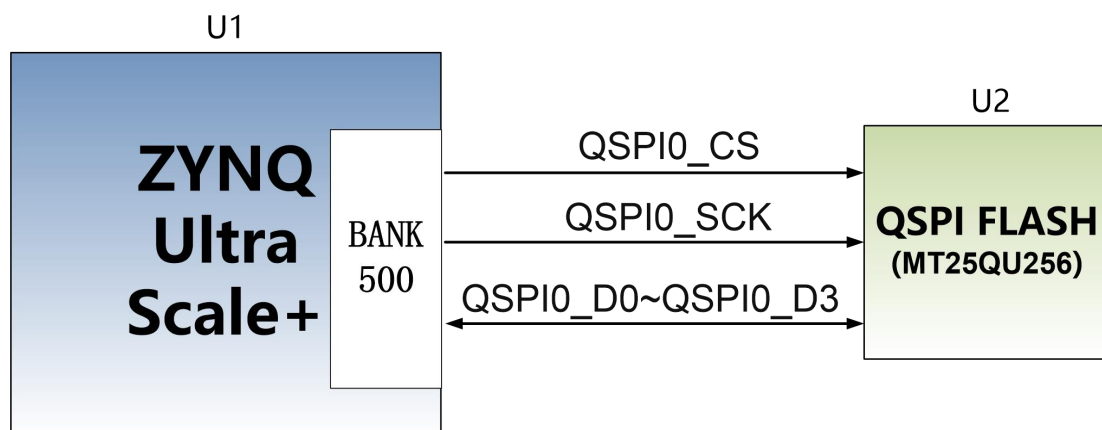 U1
ZYNQ
Ultra
Scale+
BANK
500
QSPI0_CS
QSPI0_SCK
QSPI0_D0~QSPI0_D3
U2
QSPI FLASH
(MT25QU256)